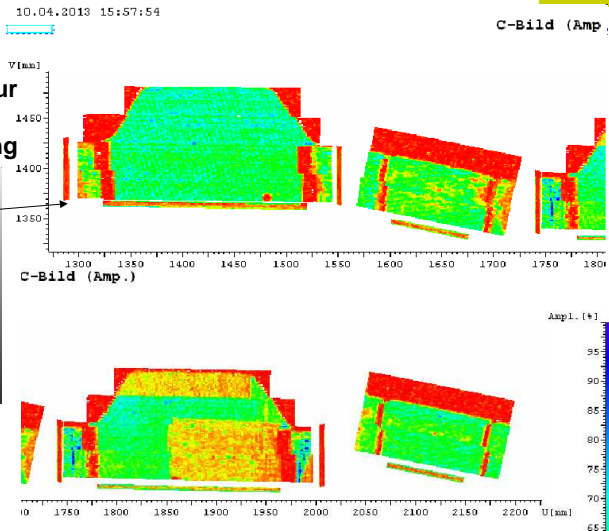 10.04.2013 15:57:54
C-Bild (Amp
V[mm]
ur
ng
1450
1400
1350
1300 1350 1400 1450 1500 1550 1600 1650 1700 1750 180
C-Bild (Amp.)
Ampl.[%]
95
90
85
80
75
70
65
1750 1800 1850 1900 1950 2000 2050 2100 2150 2200 U[mm]